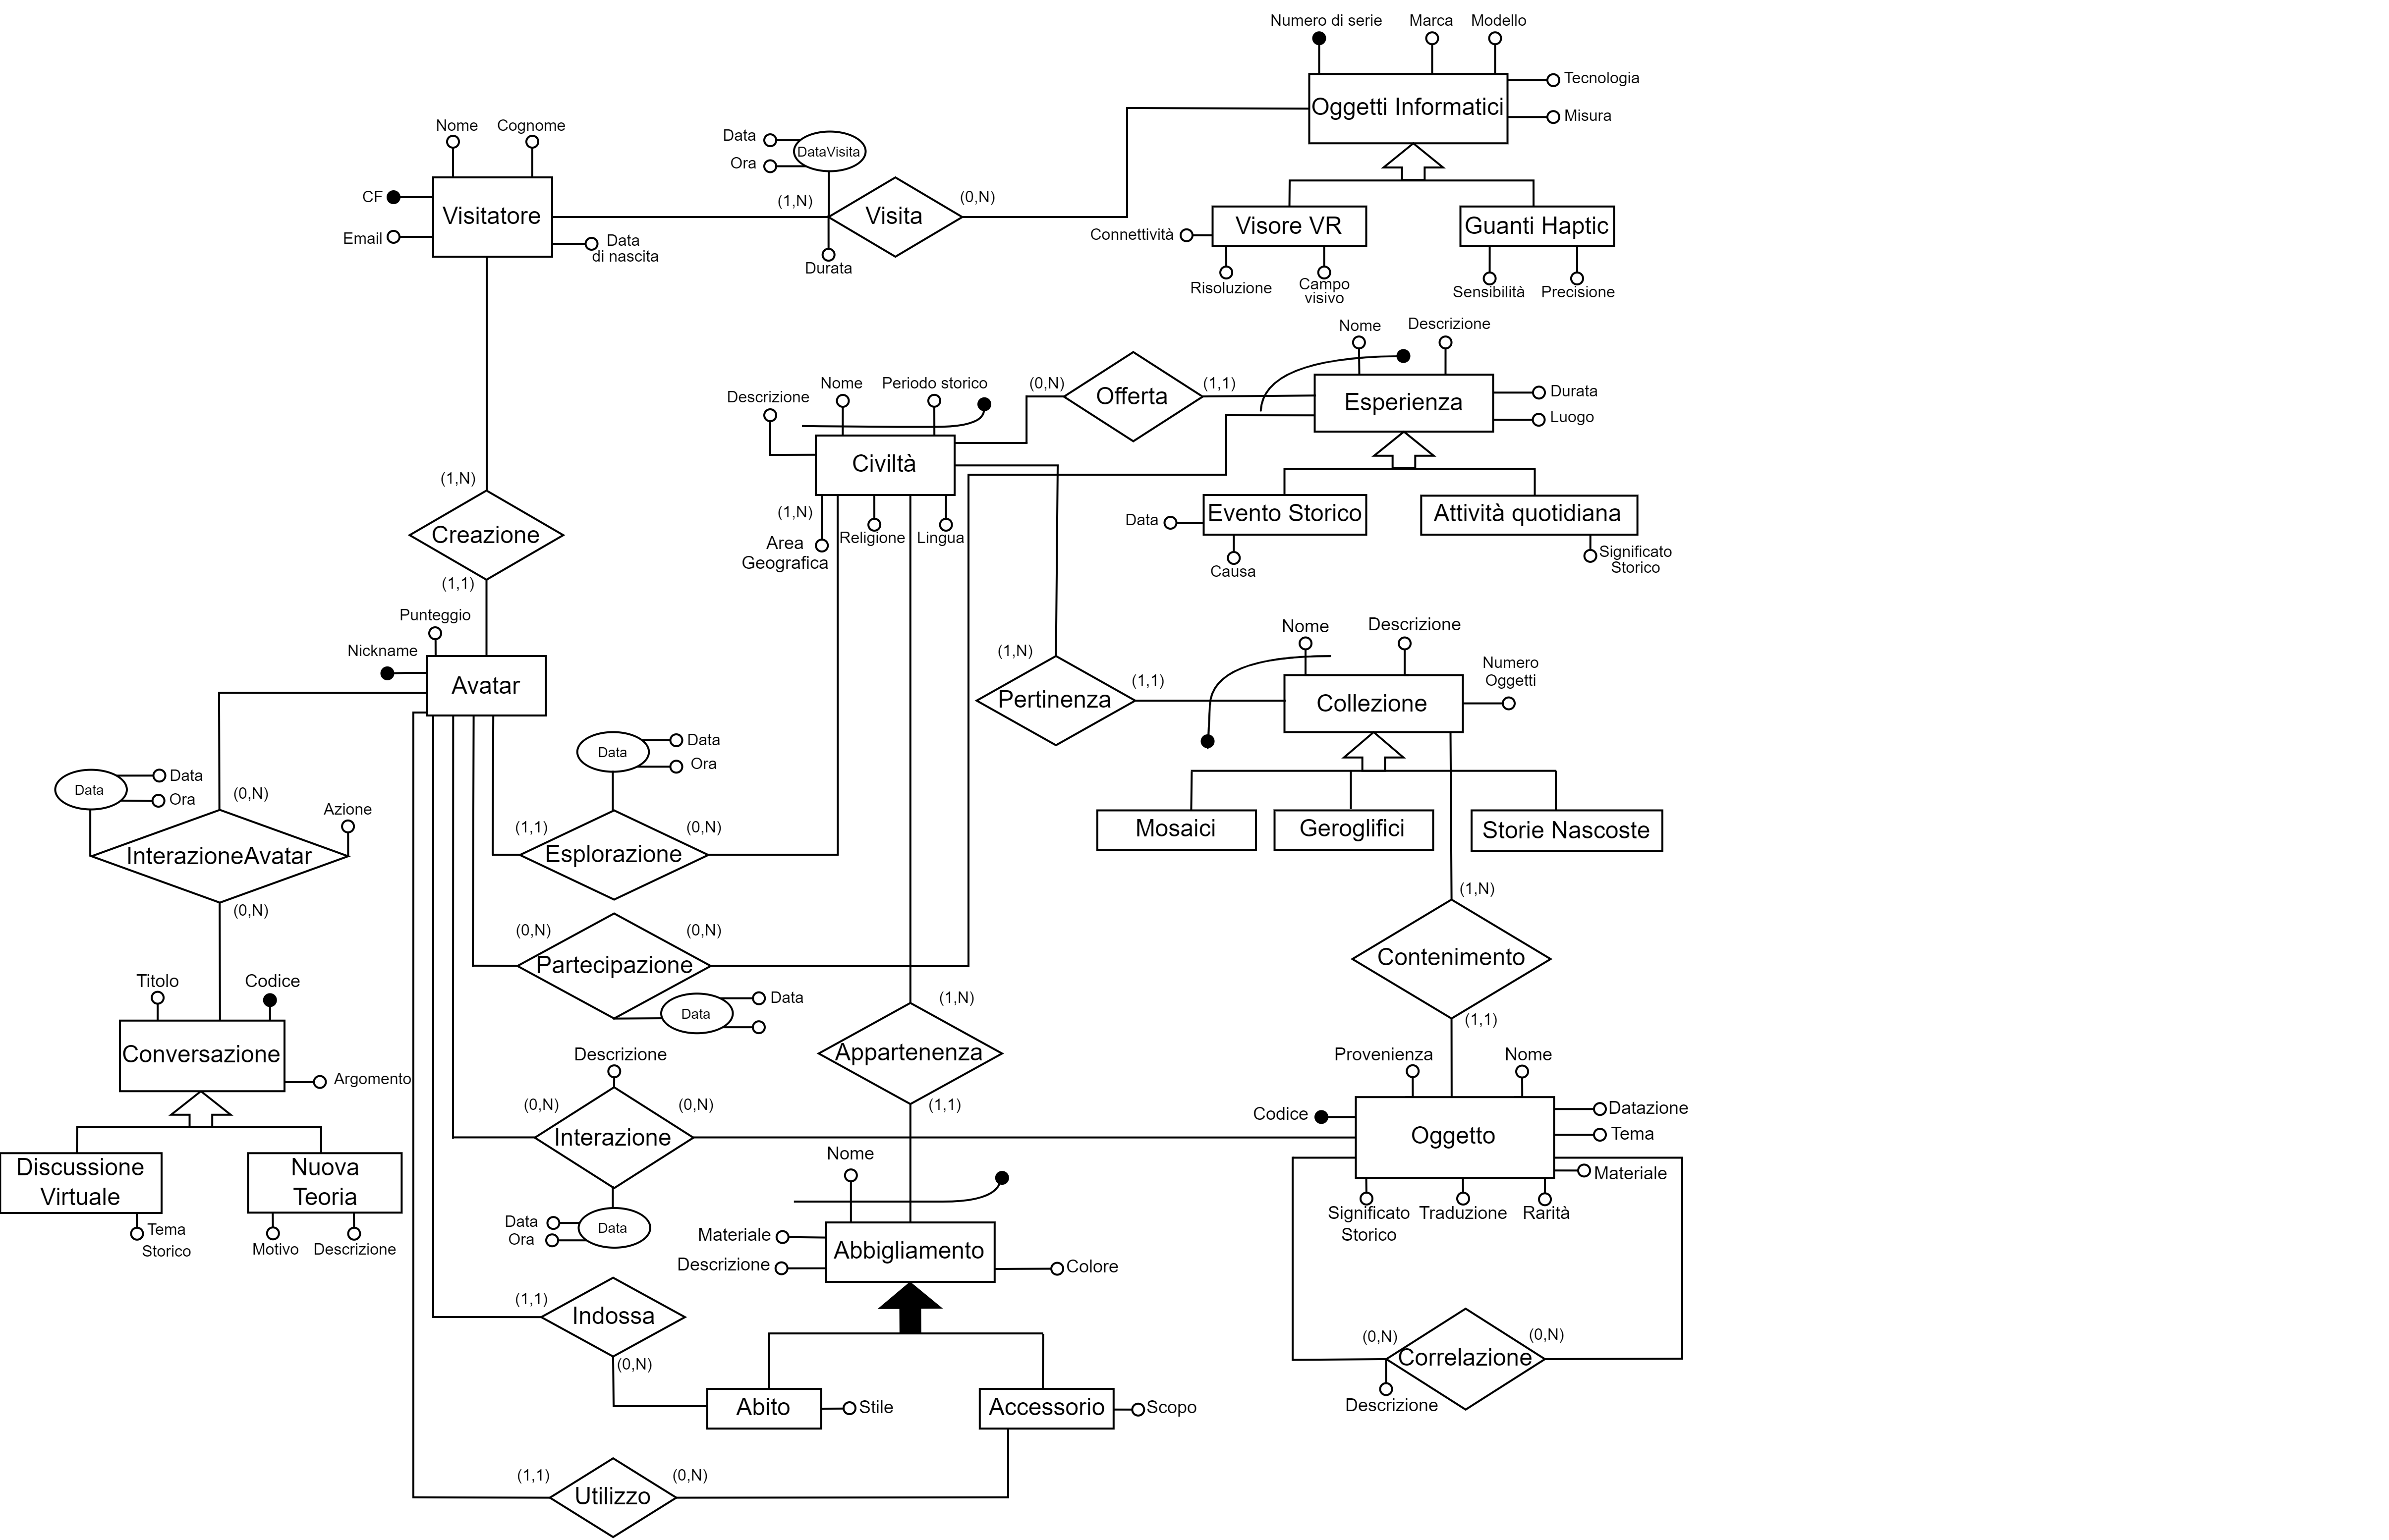 Numero di serie
Marca
Modello
Tecnologia
Oggetti Informatici
Misura
Nome
Cognome
CF
Visitatore
Email
Data
di nascita
Data
Ora
DataVisita
(1,N)
Visita
(0,N)
Durata
Visore VR
Connettività
Risoluzione
Campo
visivo
Guanti Haptic
Sensibilità
Precisione
Nome
Descrizione
Esperienza
Durata
Luogo
(0,N)
Offerta
(1,1)
Descrizione
Nome
Periodo storico
Civiltà
(1,N)
Area
Geografica
Religione
Lingua
Evento Storico
Data
Causa
Attività quotidiana
Significato
Storico
(1,N)
Creazione
(1,1)
Punteggio
Nickname
Avatar
(1,N)
Pertinenza
(1,1)
Nome
Descrizione
Numero
Oggetti
Collezione
Mosaici
Geroglifici
Storie Nascoste
Data
Data
Ora
(1,1)
Esplorazione
(0,N)
Data
Data
Ora
(0,N)
Azione
InterazioneAvatar
(0,N)
(0,N)
Partecipazione
(0,N)
Data
Data
(1,N)
Contenimento
(1,1)
Titolo
Codice
Conversazione
Argomento
Discussione
Virtuale
Tema
Storico
Nuova
Teoria
Motivo
Descrizione
Descrizione
(0,N)
Interazione
(0,N)
Data
Ora
Data
(1,N)
Appartenenza
(1,1)
Provenienza
Nome
Codice
Oggetto
Datazione
Tema
Materiale
Significato
Storico
Traduzione
Rarità
Nome
Materiale
Descrizione
Abbigliamento
Colore
(1,1)
Indossa
(0,N)
(0,N)
Correlazione
(0,N)
Descrizione
Abito
Stile
Accessorio
Scopo
(1,1)
Utilizzo
(0,N)